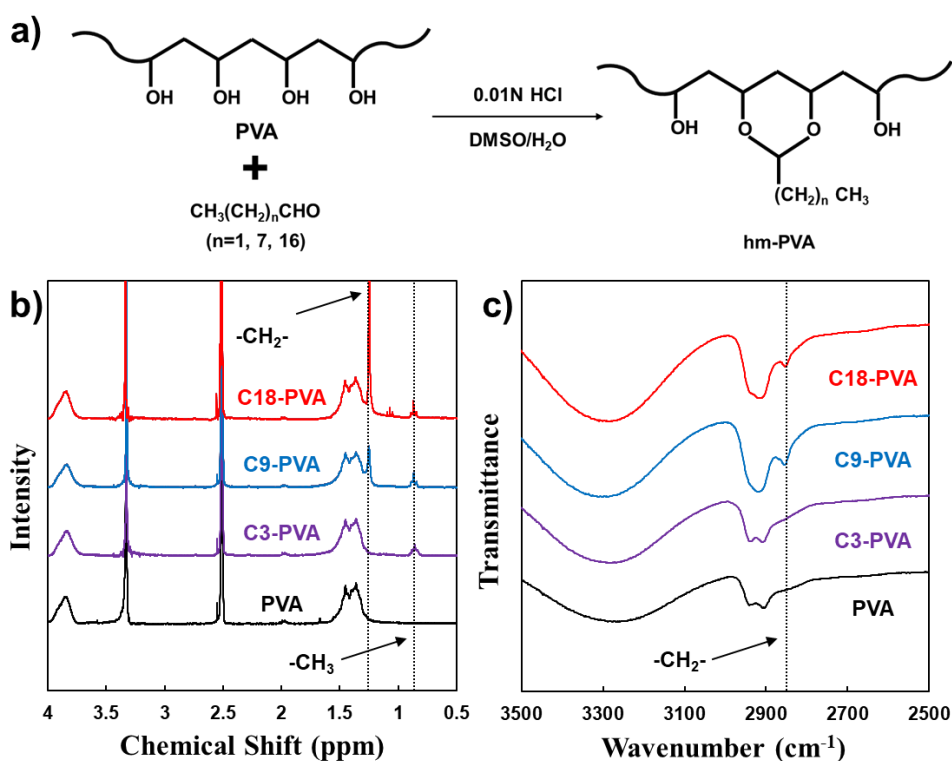 a)
OH
OH
OH
OH
PVA
+
CH₃(CH₂)ₙCHO
(n=1, 7, 16)
0.01N HCl
DMSO/H₂O
OH
O
O
OH
(CH₂)ₙ CH₃
hm-PVA
b)
-CH₂-
C18-PVA
C9-PVA
C3-PVA
PVA
-CH₃
Intensity
4
3.5
3
2.5
2
1.5
1
0.5
Chemical Shift (ppm)
c)
C18-PVA
C9-PVA
C3-PVA
PVA
-CH₂-
Transmittance
3500
3300
3100
2900
2700
2500
Wavenumber (cm⁻¹)